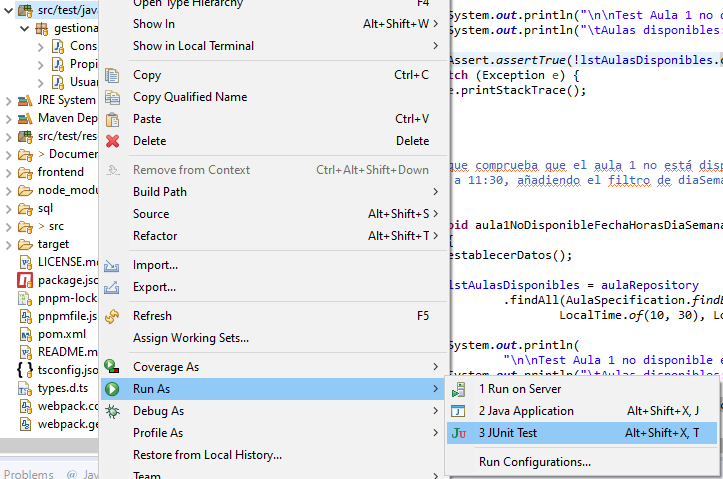 src/test/java
gestiona
Cons
Propi
Usuar
JRE System
Maven Dep
src/test/res
> Documen
frontend
node_modu
sql
> src
target
LICENSE.m
package.jso
pnpm-lock
pnpmfile.js
pom.xml
README.m
tsconfig.jso
types.d.ts
webpack.co
webpack.ge
Problems @ Jav
Open Type Hierarchy F4
Show In Alt+Shift+W >
Show in Local Terminal >
Copy Ctrl+C
Copy Qualified Name
Paste Ctrl+V
Delete Delete
Remove from Context Ctrl+Alt+Shift+Down
Build Path >
Source Alt+Shift+S >
Refactor Alt+Shift+T >
Import...
Export...
Refresh F5
Assign Working Sets...
Coverage As >
Run As >
Debug As >
Profile As >
Restore from Local History...
Team >
1 Run on Server
2 Java Application Alt+Shift+X, J
3 JUnit Test Alt+Shift+X, T
Run Configurations...
System.out.println("\n\nTest Aula 1 no d
System.out.println("\tAulas disponibles:
Assert.assertTrue(!lstAulasDisponibles.c
tch (Exception e) {
e.printStackTrace();
que comprueba que el aula 1 no está disp
a 11:30, añadiendo el filtro de diaSema
oid aula1NoDisponibleFechaHorasDiaSemana
{
establecerDatos();
lstAulasDisponibles = aulaRepository
.findAll(AulaSpecification.findB
LocalTime.of(10, 30), Lo
System.out.println(
"\n\nTest Aula 1 no disponible e
System.out.println("\tAulas disponibles: